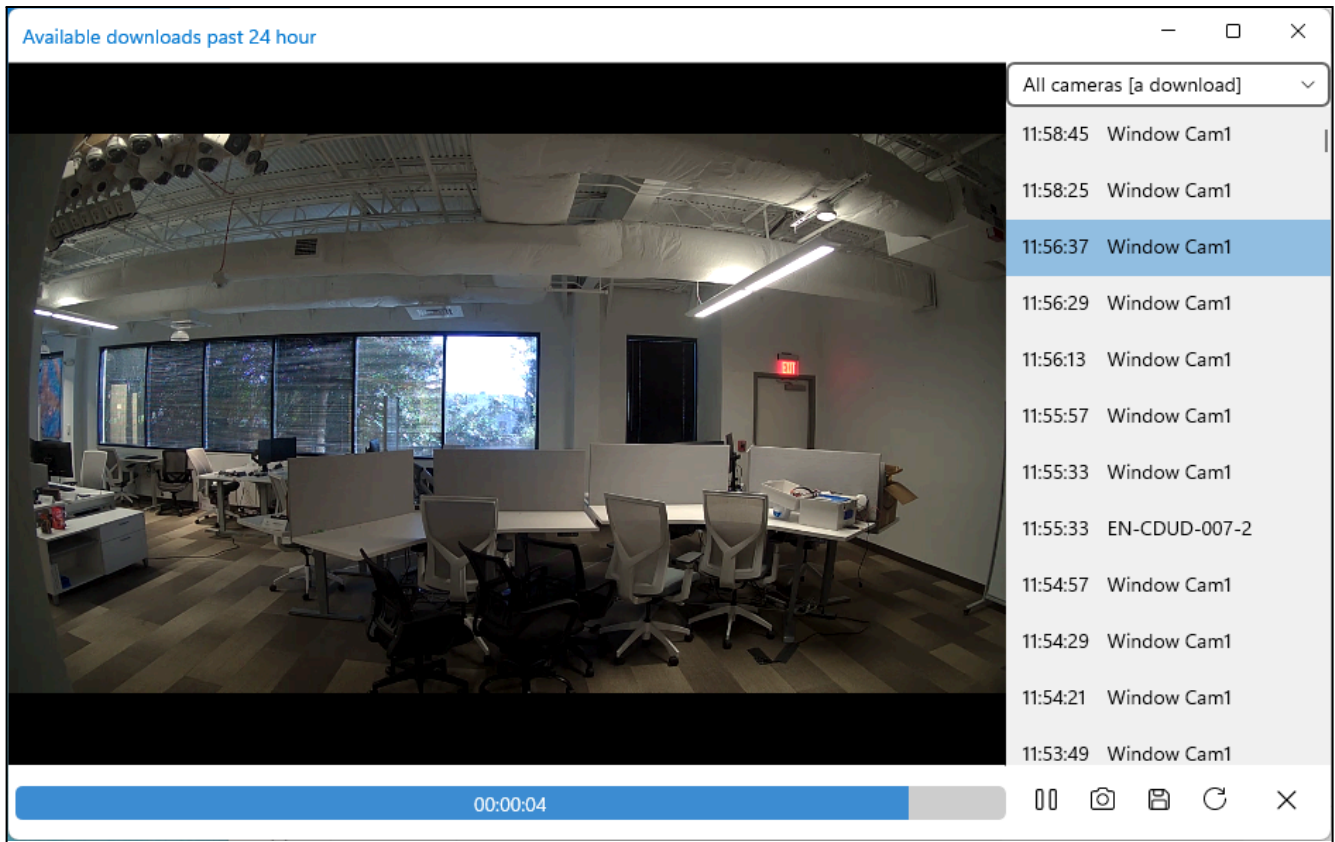 Available downloads past 24 hour
All cameras [a download]
11:58:45 Window Cam1
11:58:25 Window Cam1
11:56:37 Window Cam1
11:56:29 Window Cam1
11:56:13 Window Cam1
11:55:57 Window Cam1
11:55:33 Window Cam1
11:55:33 EN-CDUD-007-2
11:54:57 Window Cam1
11:54:29 Window Cam1
11:54:21 Window Cam1
11:53:49 Window Cam1
EXIT
00:00:04